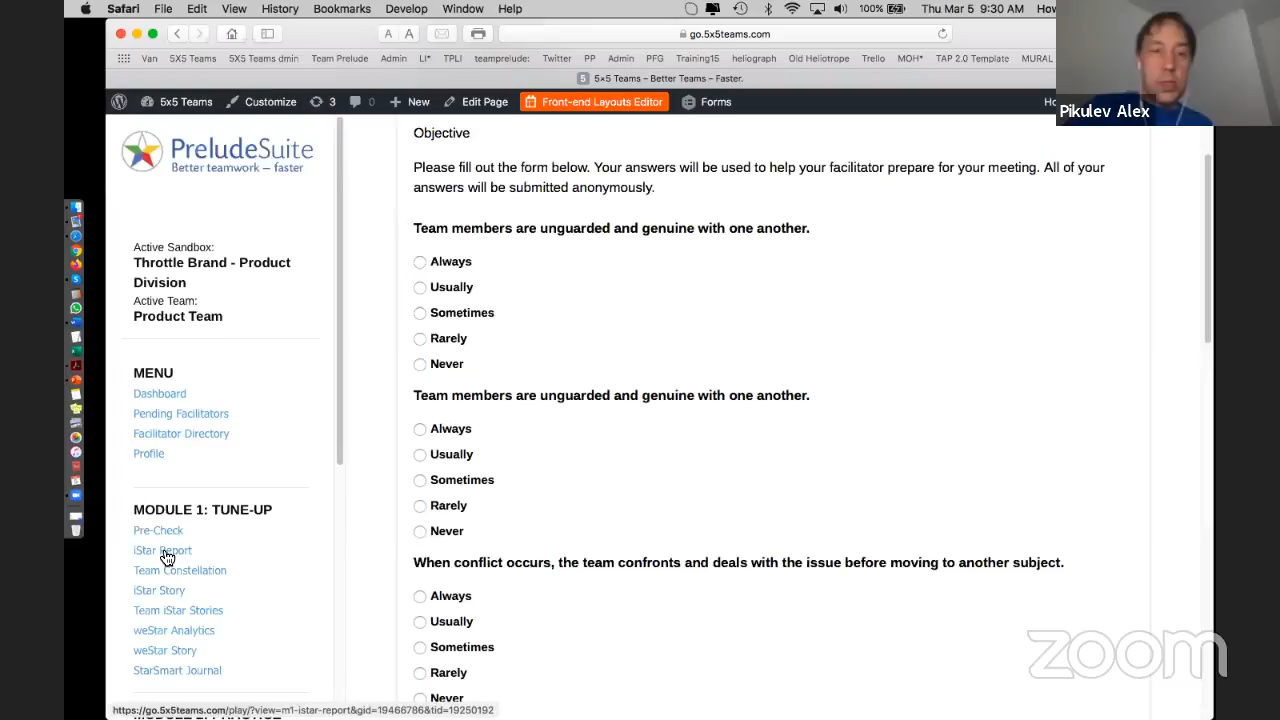 Safari File Edit View History Bookmarks Develop Window Help 100% Thu Mar 5 9:30 AM How
Pikulev Alex
A A go.5x5teams.com
Van 5X5 Teams 5X5 Teams dmin Team Prelude Admin LI* TPLI teamprelude: Twitter PP Admin Training15 heliograph Old Heliotrope Trello MOH* TAP 2.0 Template MURAL
5 5×5 Teams – Better Teams – Faster.
5x5 Teams Customize 3 0 New Edit Page Front-end Layouts Editor Forms Ho
PreludeSuite
Better teamwork – faster
Active Sandbox:
Throttle Brand - Product
Division
Active Team:
Product Team
MENU
Dashboard
Pending Facilitators
Facilitator Directory
Profile
MODULE 1: TUNE-UP
Pre-Check
iStar Report
Team Constellation
iStar Story
Team iStar Stories
weStar Analytics
weStar Story
StarSmart Journal
https://go.5x5teams.com/play/?view=m1-istar-report&gid=19466786&tid=19250192
Objective
Please fill out the form below. Your answers will be used to help your facilitator prepare for your meeting. All of your
answers will be submitted anonymously.
Team members are unguarded and genuine with one another.
Always
Usually
Sometimes
Rarely
Never
Team members are unguarded and genuine with one another.
Always
Usually
Sometimes
Rarely
Never
When conflict occurs, the team confronts and deals with the issue before moving to another subject.
Always
Usually
Sometimes
Rarely
Never
zoom